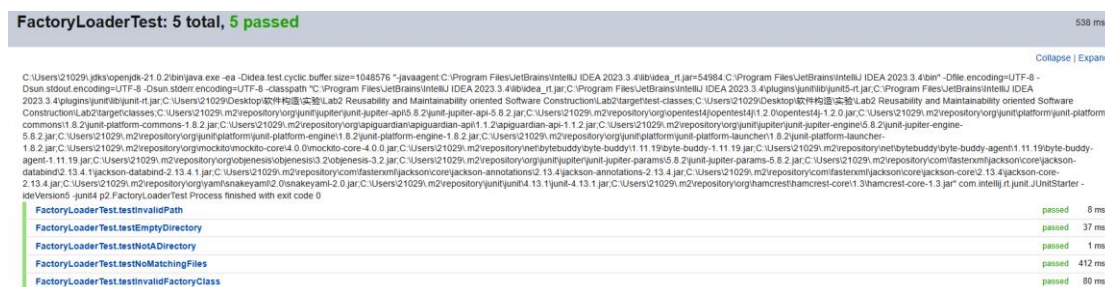 FactoryLoaderTest: 5 total, 5 passed
538 ms
Collapse | Expand
C:\Users\21029\.jdks\openjdk-21.0.2\bin\java.exe -ea -Didea.test.cyclic.buffer.size=1048576 "-javaagent:C:\Program Files\JetBrains\IntelliJ IDEA 2023.3.4\lib\idea_rt.jar=54984:C:\Program Files\JetBrains\IntelliJ IDEA 2023.3.4\bin" -Dfile.encoding=UTF-8 -
Dsun.stdout.encoding=UTF-8 -Dsun.stderr.encoding=UTF-8 -classpath "C:\Program Files\JetBrains\IntelliJ IDEA 2023.3.4\lib\idea_rt.jar;C:\Program Files\JetBrains\IntelliJ IDEA 2023.3.4\plugins\junit\lib\junit5-rt.jar;C:\Program Files\JetBrains\IntelliJ IDEA
2023.3.4\plugins\junit\lib\junit-rt.jar;C:\Users\21029\Desktop\软件构造\实验\Lab2 Reusability and Maintainability oriented Software Construction\Lab2\target\test-classes;C:\Users\21029\Desktop\软件构造\实验\Lab2 Reusability and Maintainability oriented Software
Construction\Lab2\target\classes;C:\Users\21029\.m2\repository\org\junit\jupiter\junit-jupiter-api\5.8.2\junit-jupiter-api-5.8.2.jar;C:\Users\21029\.m2\repository\org\opentest4j\opentest4j\1.2.0\opentest4j-1.2.0.jar;C:\Users\21029\.m2\repository\org\junit\platform\junit-platform-
commons\1.8.2\junit-platform-commons-1.8.2.jar;C:\Users\21029\.m2\repository\org\apiguardian\apiguardian-api\1.1.2\apiguardian-api-1.1.2.jar;C:\Users\21029\.m2\repository\org\junit\jupiter\junit-jupiter-engine\5.8.2\junit-jupiter-engine-
5.8.2.jar;C:\Users\21029\.m2\repository\org\junit\platform\junit-platform-engine\1.8.2\junit-platform-engine-1.8.2.jar;C:\Users\21029\.m2\repository\org\junit\platform\junit-platform-launcher\1.8.2\junit-platform-launcher-
1.8.2.jar;C:\Users\21029\.m2\repository\org\mockito\mockito-core\4.0.0\mockito-core-4.0.0.jar;C:\Users\21029\.m2\repository\net\bytebuddy\byte-buddy\1.11.19\byte-buddy-1.11.19.jar;C:\Users\21029\.m2\repository\net\bytebuddy\byte-buddy-agent\1.11.19\byte-buddy-
agent-1.11.19.jar;C:\Users\21029\.m2\repository\org\objenesis\objenesis\3.2\objenesis-3.2.jar;C:\Users\21029\.m2\repository\org\junit\jupiter\junit-jupiter-params\5.8.2\junit-jupiter-params-5.8.2.jar;C:\Users\21029\.m2\repository\com\fasterxml\jackson\core\jackson-
databind\2.13.4.1\jackson-databind-2.13.4.1.jar;C:\Users\21029\.m2\repository\com\fasterxml\jackson\core\jackson-annotations\2.13.4\jackson-annotations-2.13.4.jar;C:\Users\21029\.m2\repository\com\fasterxml\jackson\core\jackson-core\2.13.4\jackson-core-
2.13.4.jar;C:\Users\21029\.m2\repository\org\yaml\snakeyaml\2.0\snakeyaml-2.0.jar;C:\Users\21029\.m2\repository\junit\junit\4.13.1\junit-4.13.1.jar;C:\Users\21029\.m2\repository\org\hamcrest\hamcrest-core\1.3\hamcrest-core-1.3.jar" com.intellij.rt.junit.JUnitStarter -
ideVersion5 -junit4 p2.FactoryLoaderTest Process finished with exit code 0
FactoryLoaderTest.testInvalidPath passed 8 ms
FactoryLoaderTest.testEmptyDirectory passed 37 ms
FactoryLoaderTest.testNotADirectory passed 1 ms
FactoryLoaderTest.testNoMatchingFiles passed 412 ms
FactoryLoaderTest.testInvalidFactoryClass passed 80 ms